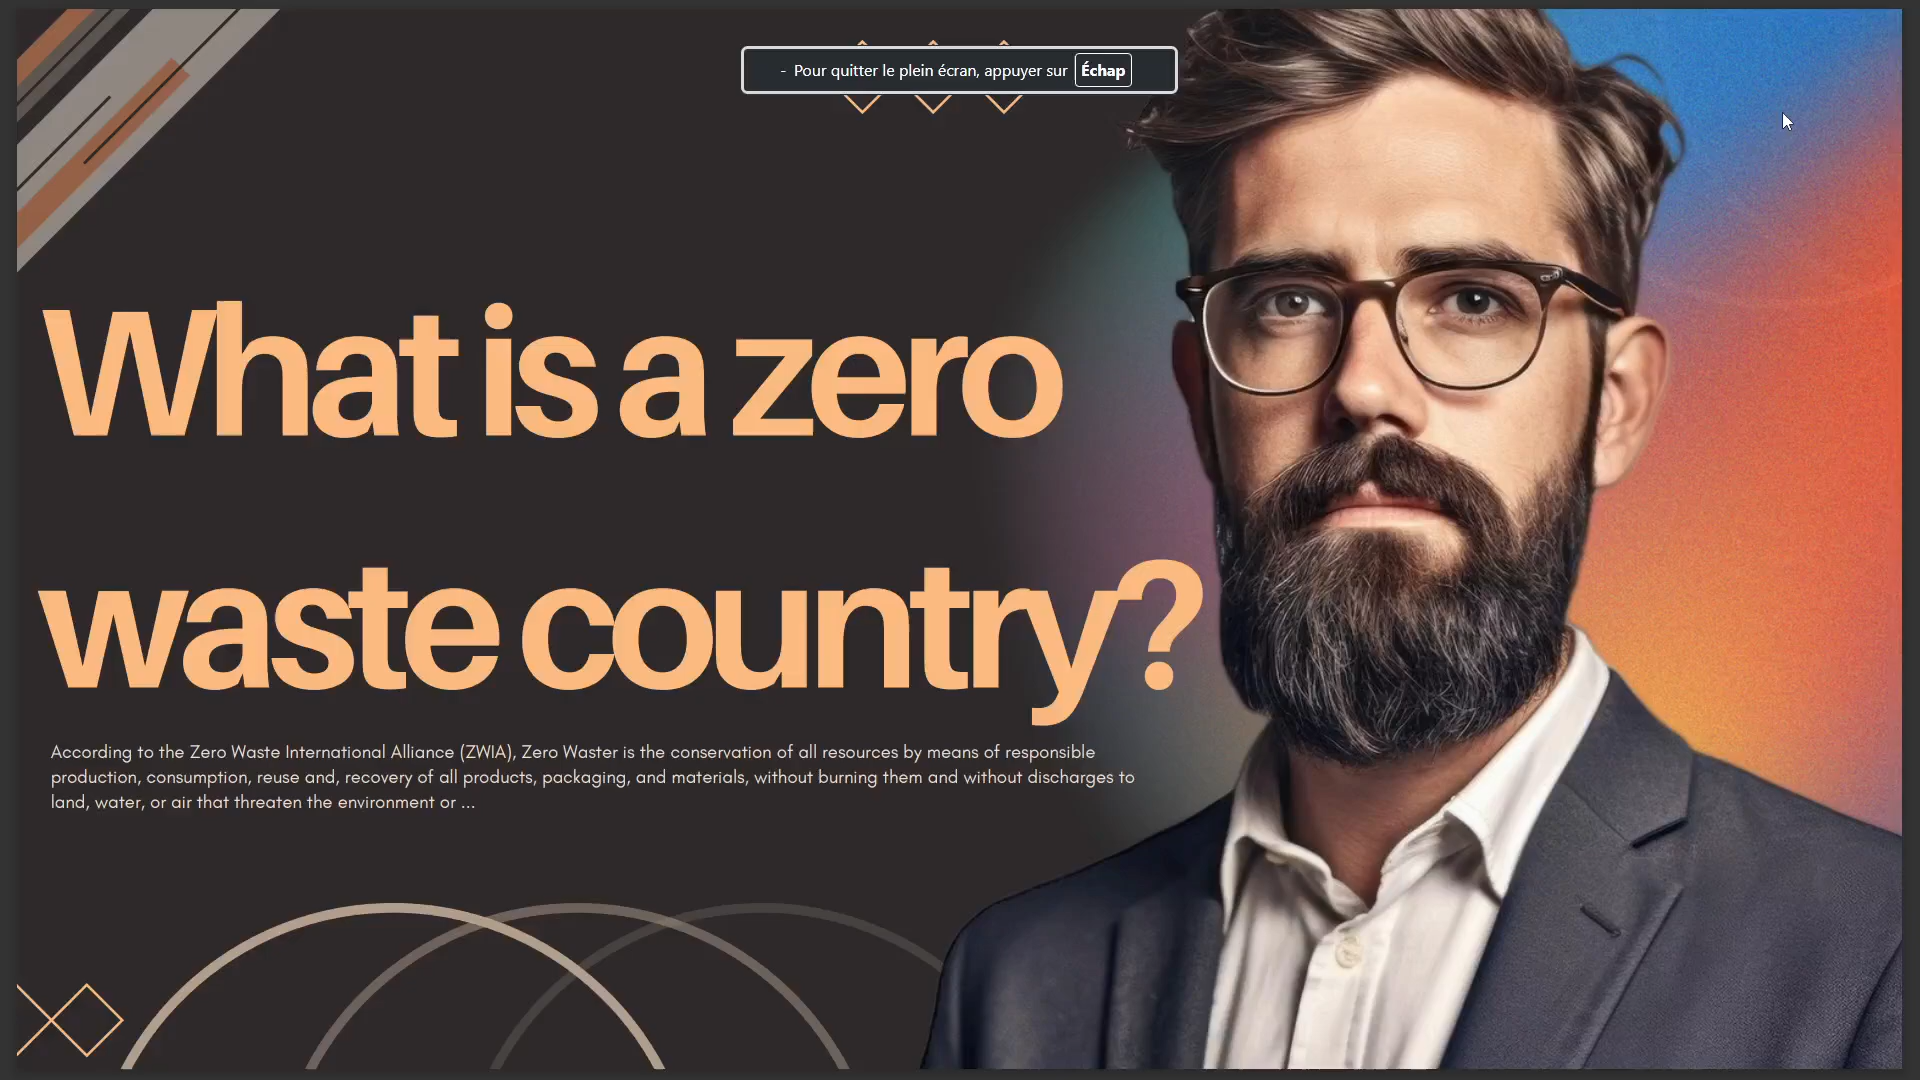 - Pour quitter le plein écran, appuyer sur Échap
What is a zero
waste country?
According to the Zero Waste International Alliance (ZWIA), Zero Waster is the conservation of all resources by means of responsible
production, consumption, reuse and, recovery of all products, packaging, and materials, without burning them and without discharges to
land, water, or air that threaten the environment or ...